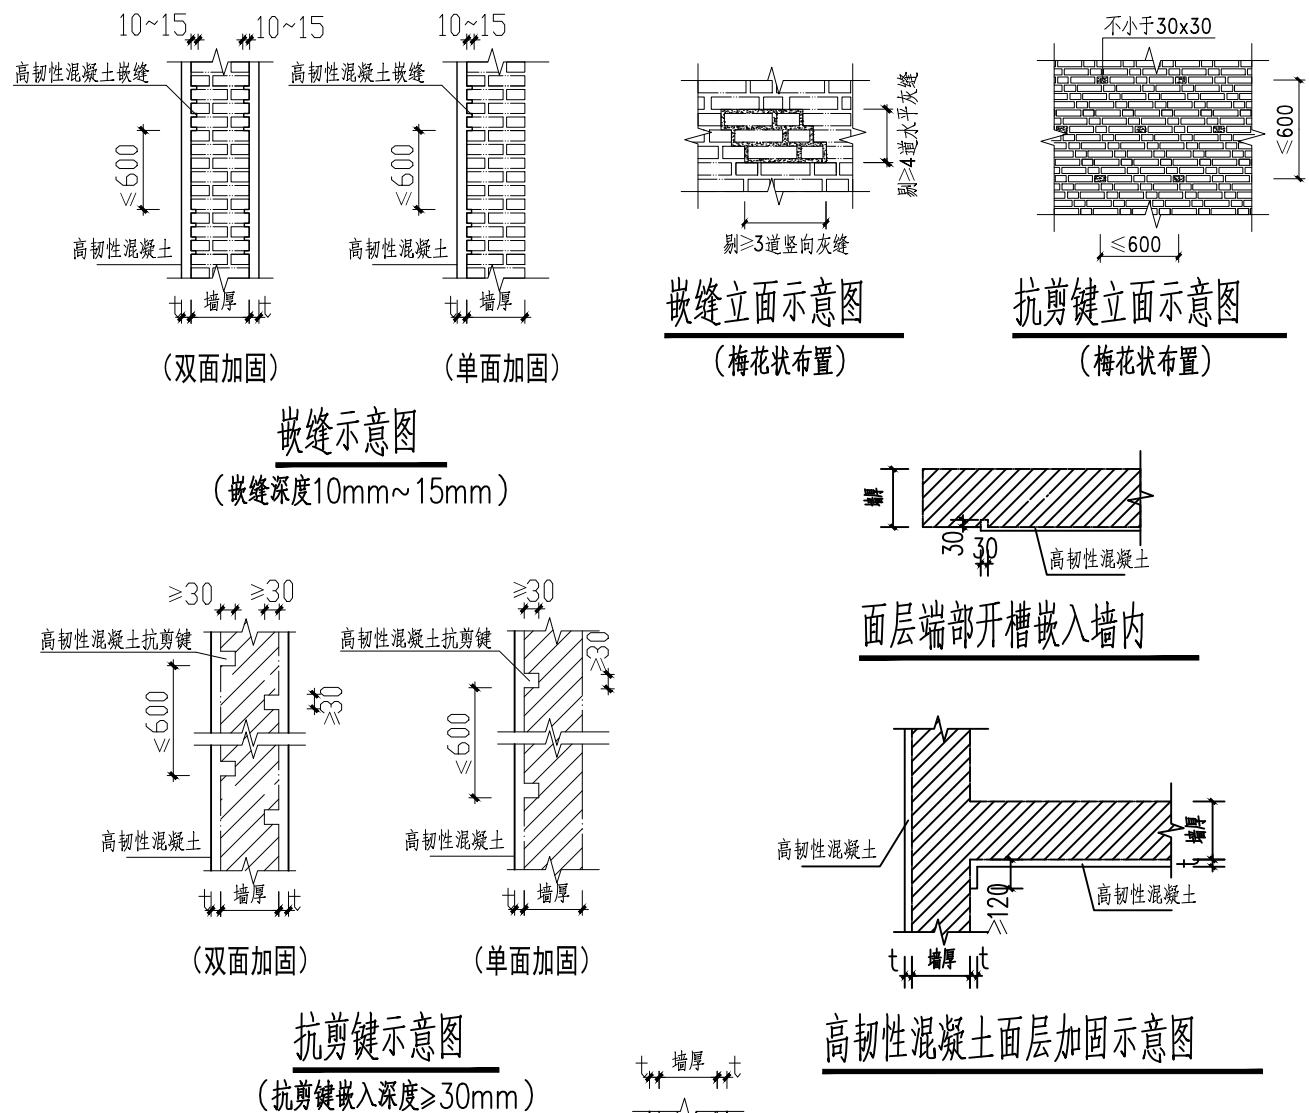 10~15
10~15
高韧性混凝土嵌缝
≤600
高韧性混凝土
t
墙厚
t
(双面加固)
10~15
高韧性混凝土嵌缝
≤600
高韧性混凝土
t
墙厚
(单面加固)
嵌缝示意图
(嵌缝深度10mm~15mm)
剔≥4道水平灰缝
剔≥3道竖向灰缝
嵌缝立面示意图
(梅花状布置)
不小于30x30
≤600
≤600
抗剪键立面示意图
(梅花状布置)
墙厚
30
30
高韧性混凝土
面层端部开槽嵌入墙内
≥30
≥30
高韧性混凝土抗剪键
≤600
≥30
高韧性混凝土
t
墙厚
t
(双面加固)
≥30
高韧性混凝土抗剪键
≥30
≤600
高韧性混凝土
t
墙厚
(单面加固)
抗剪键示意图
(抗剪键嵌入深度≥30mm)
高韧性混凝土
墙厚
t
≥120
高韧性混凝土
t
墙厚
t
高韧性混凝土面层加固示意图
t
墙厚
t